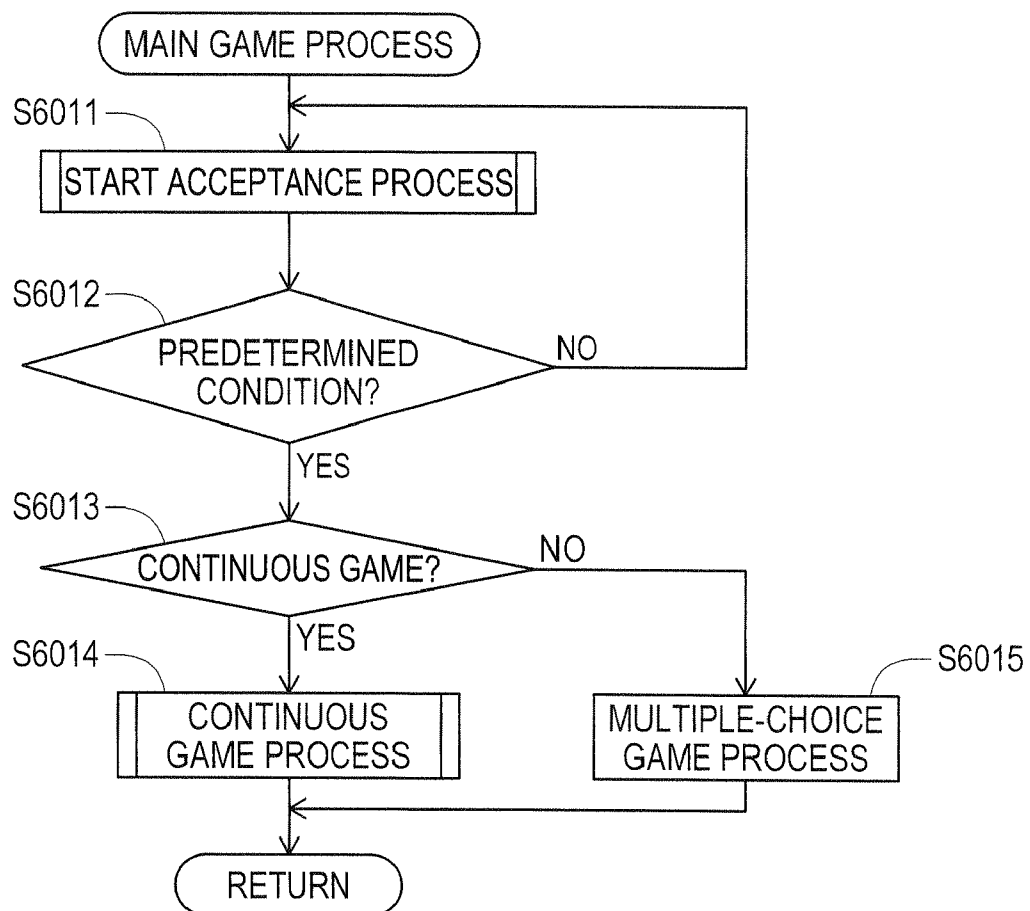 MAIN GAME PROCESS
S6011
START ACCEPTANCE PROCESS
S6012
PREDETERMINED
CONDITION?
NO
YES
S6013
CONTINUOUS GAME?
NO
YES
S6014
CONTINUOUS
GAME PROCESS
S6015
MULTIPLE-CHOICE
GAME PROCESS
RETURN